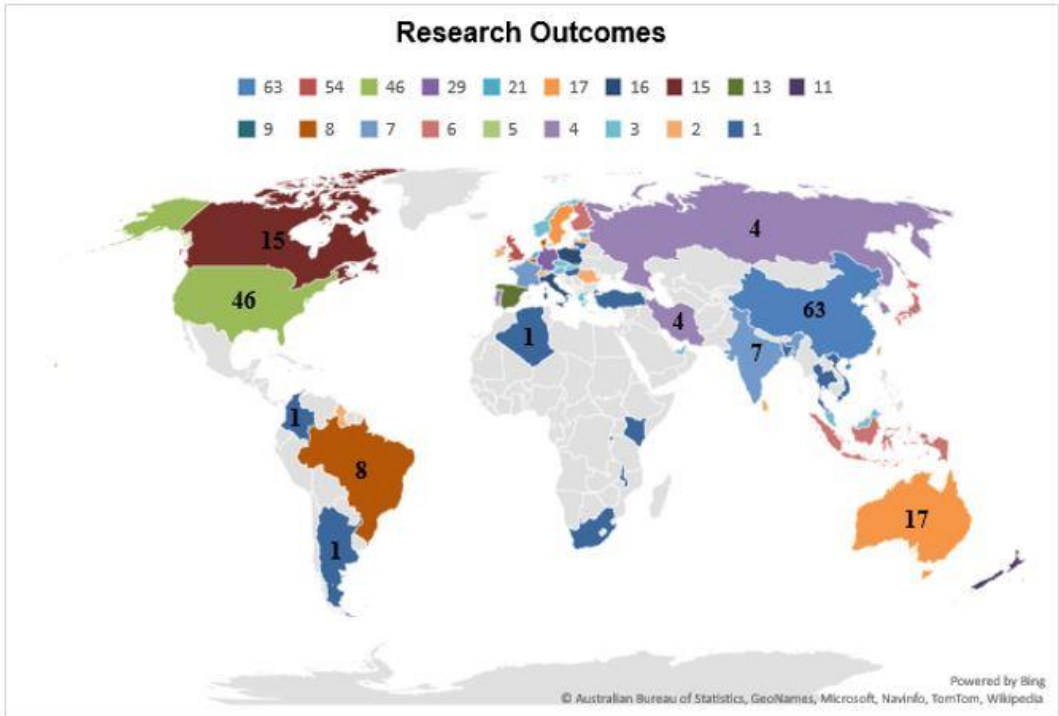 Research Outcomes
63 54 46 29 21 17 16 15 13 11
9 8 7 6 5 4 3 2 1
15
4
46
63
4
1
7
1
8
17
1
Powered by Bing
© Australian Bureau of Statistics, GeoNames, Microsoft, Navinfo, TomTom, Wikipedia